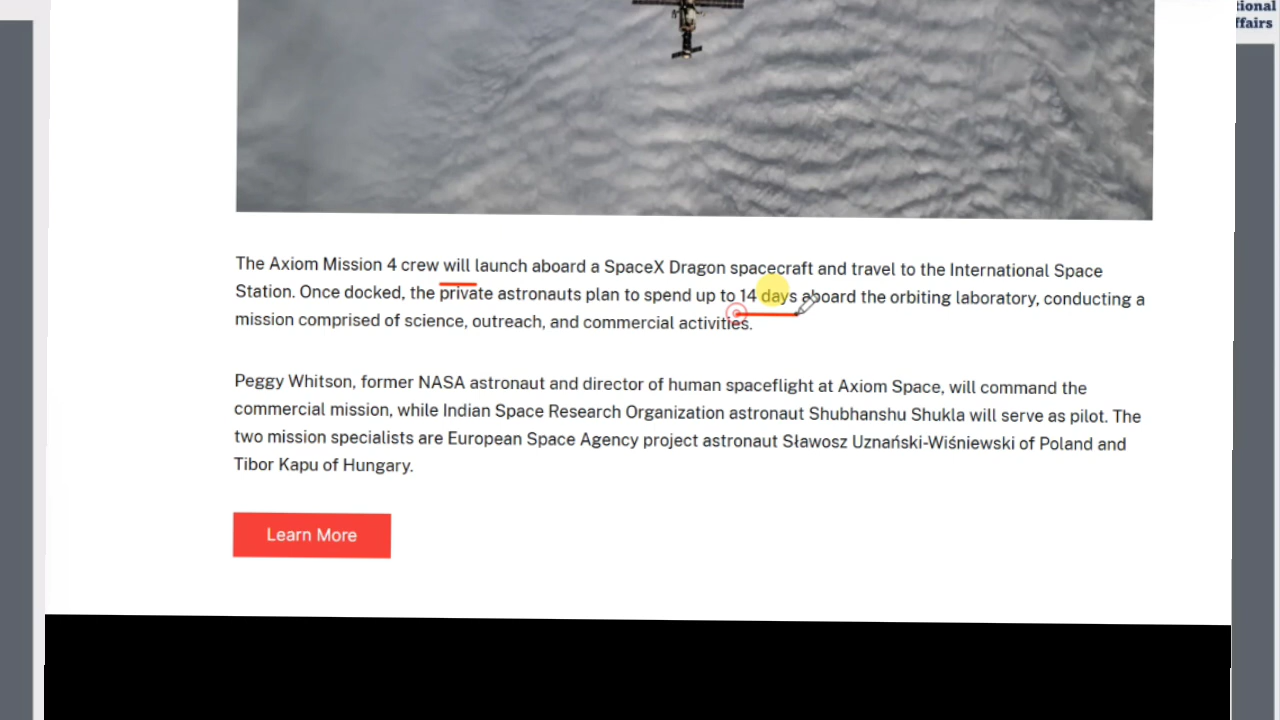 tional
ffairs
The Axiom Mission 4 crew will launch aboard a SpaceX Dragon spacecraft and travel to the International Space
Station. Once docked, the private astronauts plan to spend up to 14 days aboard the orbiting laboratory, conducting a
mission comprised of science, outreach, and commercial activities.
Peggy Whitson, former NASA astronaut and director of human spaceflight at Axiom Space, will command the
commercial mission, while Indian Space Research Organization astronaut Shubhanshu Shukla will serve as pilot. The
two mission specialists are European Space Agency project astronaut Sławosz Uznański-Wiśniewski of Poland and
Tibor Kapu of Hungary.
Learn More